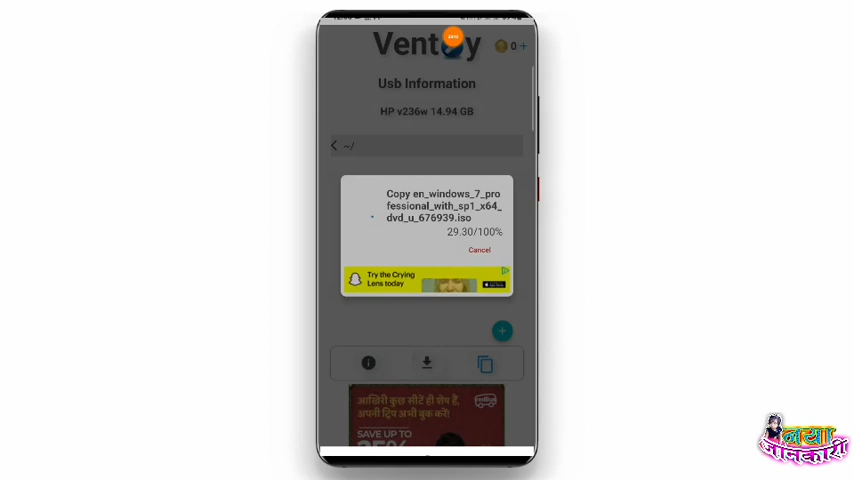 Ventoy
0 +
Usb Information
HP v236w 14.94 GB
~/
Copy en_windows_7_pro
fessional_with_sp1_x64_
dvd_u_676939.iso
29.30/100%
Cancel
Try the Crying
Lens today
आखिरी कुछ सीटें ही शेष हैं,
अपनी ट्रिप अभी बुक करें!
SAVE UP TO
नया
जानकारी